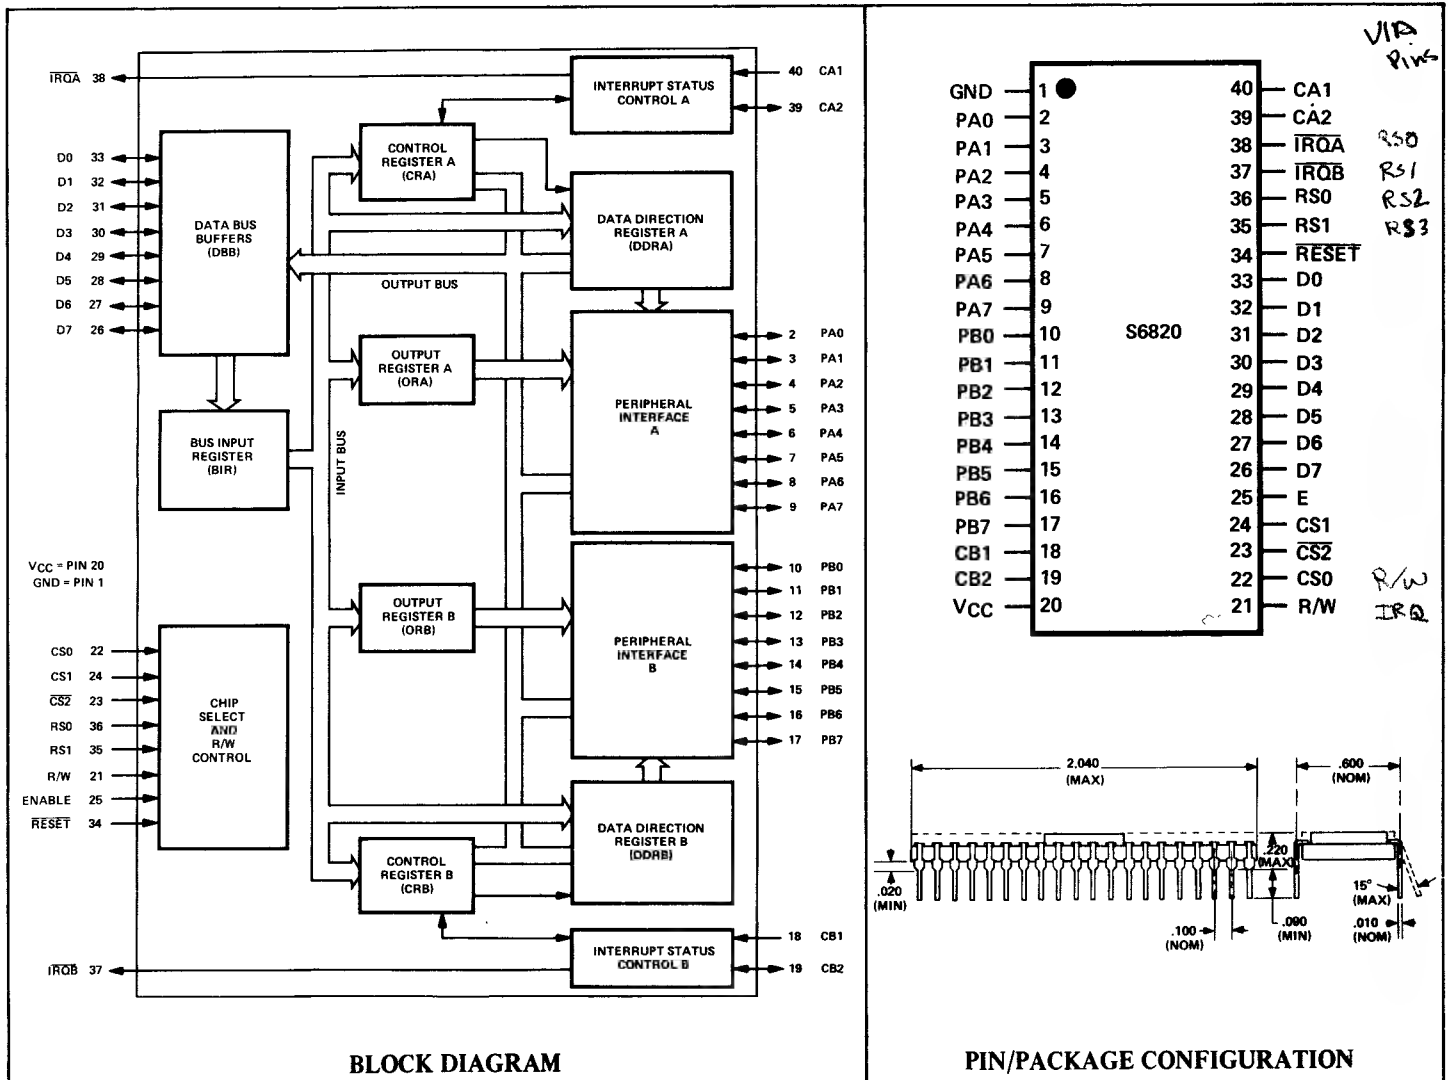 IRQA 38
D0 33
D1 32
D2 31
D3 30
D4 29
D5 28
D6 27
D7 26
DATA BUS
BUFFERS
(DBB)
BUS INPUT
REGISTER
(BIR)
VCC = PIN 20
GND = PIN 1
CS0 22
CS1 24
CS2 23
RS0 36
RS1 35
R/W 21
ENABLE 25
RESET 34
CHIP
SELECT
AND
R/W
CONTROL
IRQB 37
CONTROL
REGISTER A
(CRA)
OUTPUT BUS
OUTPUT
REGISTER A
(ORA)
INPUT BUS
OUTPUT
REGISTER B
(ORB)
CONTROL
REGISTER B
(CRB)
INTERRUPT STATUS
CONTROL A
40 CA1
39 CA2
DATA DIRECTION
REGISTER A
(DDRA)
PERIPHERAL
INTERFACE
A
2 PA0
3 PA1
4 PA2
5 PA3
6 PA4
7 PA5
8 PA6
9 PA7
PERIPHERAL
INTERFACE
B
10 PB0
11 PB1
12 PB2
13 PB3
14 PB4
15 PB5
16 PB6
17 PB7
DATA DIRECTION
REGISTER B
(DDRB)
INTERRUPT STATUS
CONTROL B
18 CB1
19 CB2
BLOCK DIAGRAM
VIA
Pins
GND 1
PA0 2
PA1 3
PA2 4
PA3 5
PA4 6
PA5 7
PA6 8
PA7 9
PB0 10
PB1 11
PB2 12
PB3 13
PB4 14
PB5 15
PB6 16
PB7 17
CB1 18
CB2 19
VCC 20
S6820
40 CA1
39 CA2
38 IRQA RS0
37 IRQB RS1
36 RS0 RS2
35 RS1 RS3
34 RESET
33 D0
32 D1
31 D2
30 D3
29 D4
28 D5
27 D6
26 D7
25 E
24 CS1
23 CS2
22 CS0 R/W
21 R/W IRQ
2.040
(MAX)
.600
(NOM)
.020
(MIN)
.220
(MAX)
.100
(NOM)
.090
(MIN)
15°
(MAX)
.010
(NOM)
PIN/PACKAGE CONFIGURATION